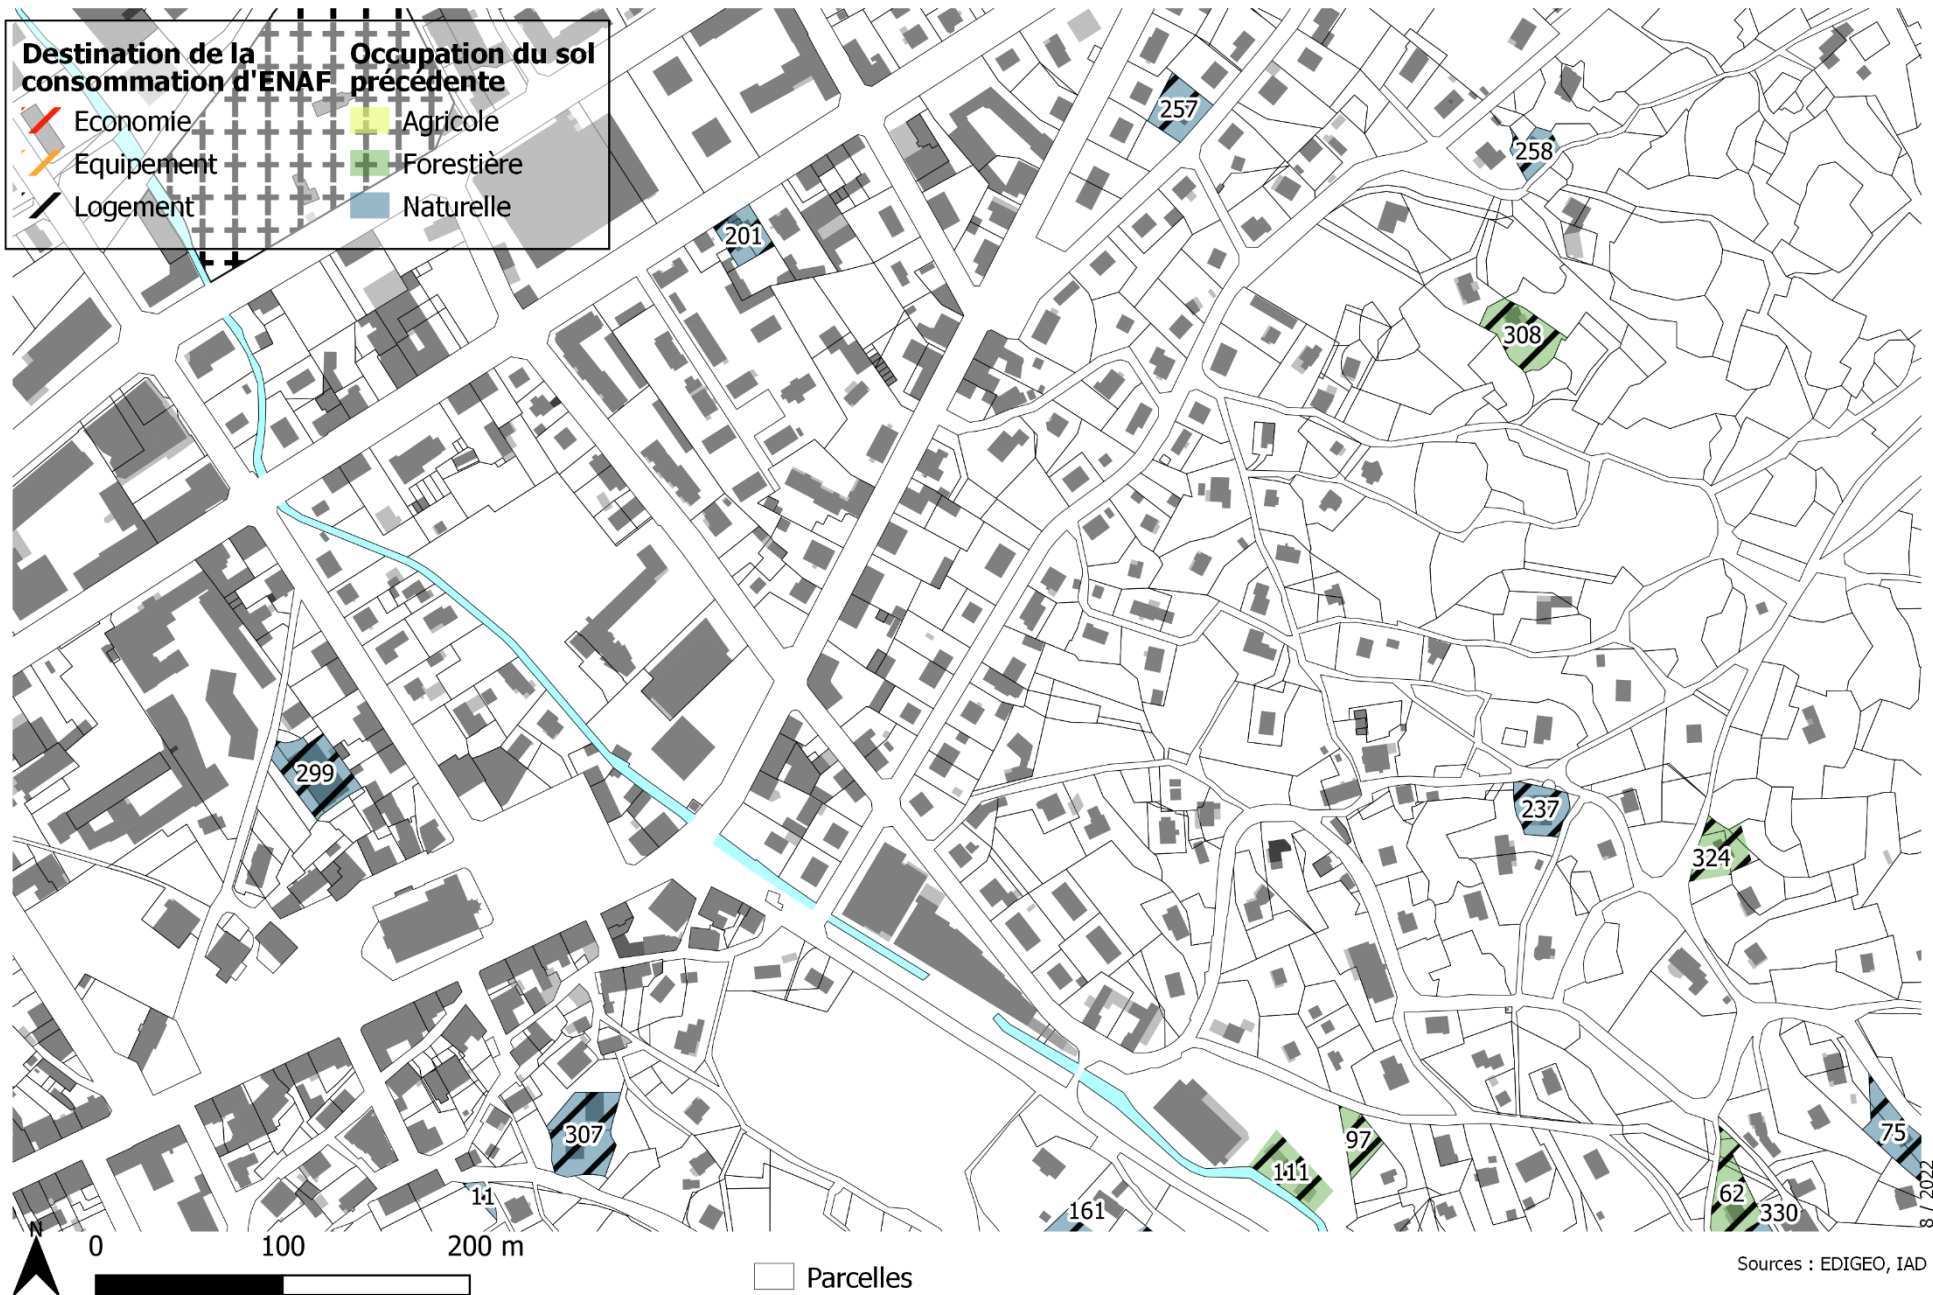 Destination de la
consommation d'ENAF
Economie
Equipement
Logement
Occupation du sol
précédente
Agricole
Forestière
Naturelle
257
258
201
308
299
237
324
307
11
161
111
97
62
330
75
8 / 2022
N
0 100 200 m
Parcelles
Sources : EDIGEO, IAD